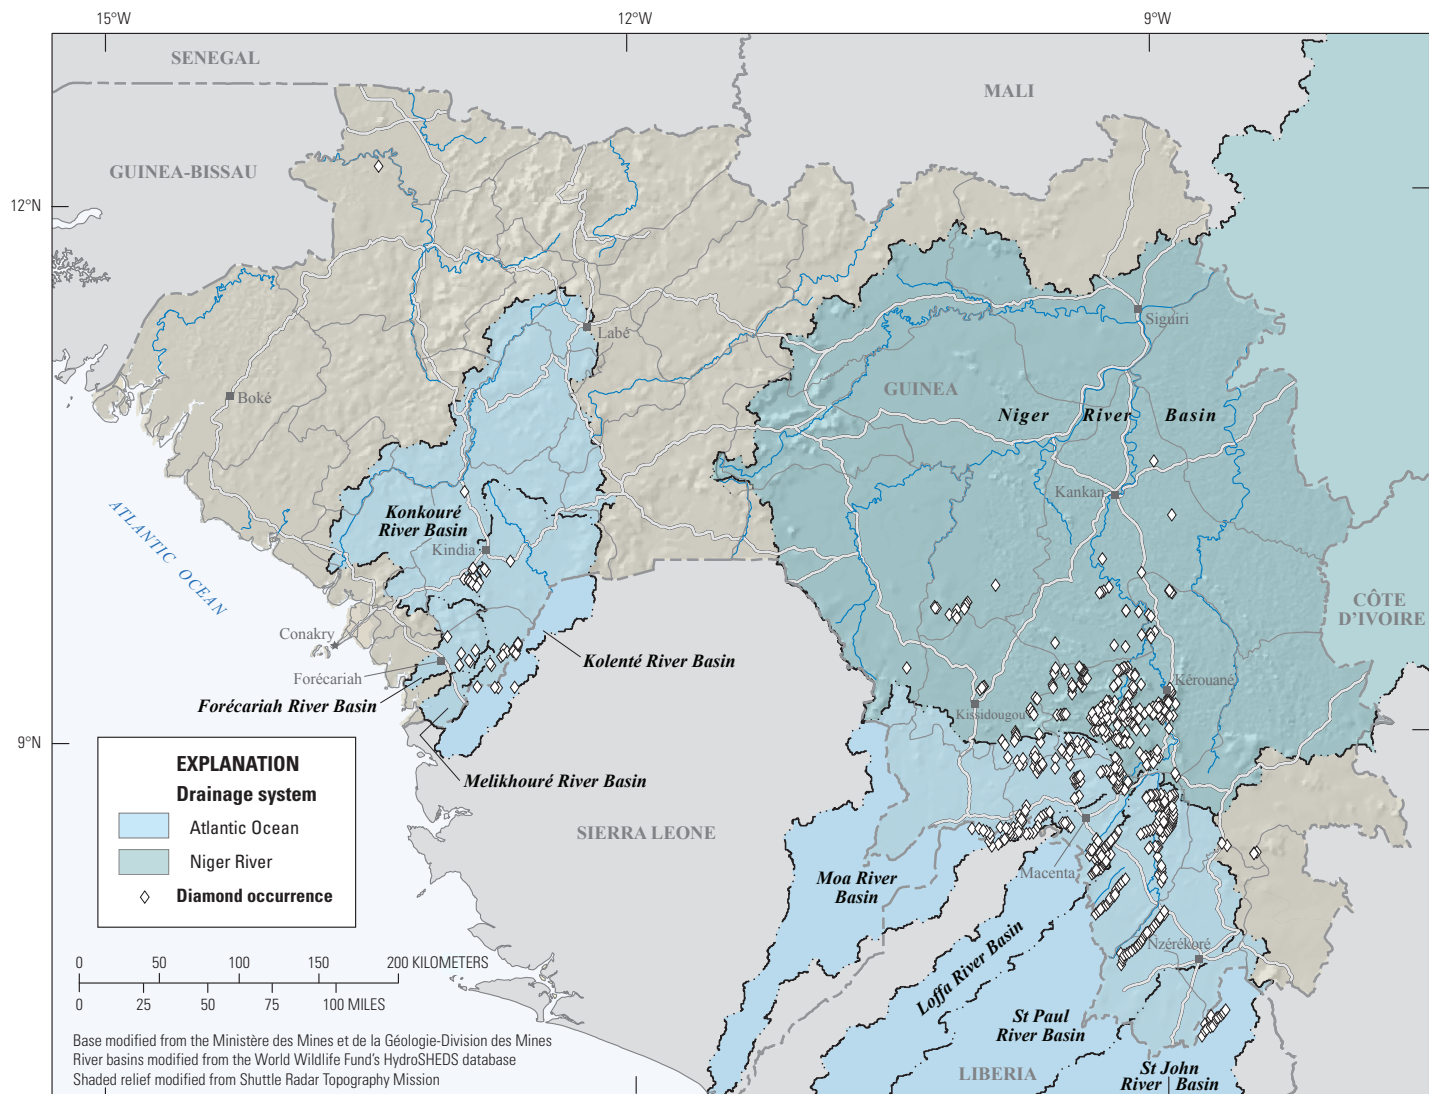 15°W
12°W
9°W
SENEGAL
MALI
GUINEA-BISSAU
12°N
Siguiri
Labé
GUINEA
Boké
Niger River Basin
ATLANTIC OCEAN
Kankan
Konkouré
River Basin
Kindia
CÔTE
D'IVOIRE
Conakry
Kolenté River Basin
Forécariah
Kérouané
Forécariah River Basin
Kissidougou
9°N
EXPLANATION
Drainage system
Atlantic Ocean
Niger River
Diamond occurrence
Melikhouré River Basin
SIERRA LEONE
Macenta
Moa River
Basin
Nzérékoré
Loffa River Basin
St Paul
River Basin
LIBERIA
St John
River Basin
0 50 100 150 200 KILOMETERS
0 25 50 75 100 MILES
Base modified from the Ministère des Mines et de la Géologie-Division des Mines
River basins modified from the World Wildlife Fund's HydroSHEDS database
Shaded relief modified from Shuttle Radar Topography Mission